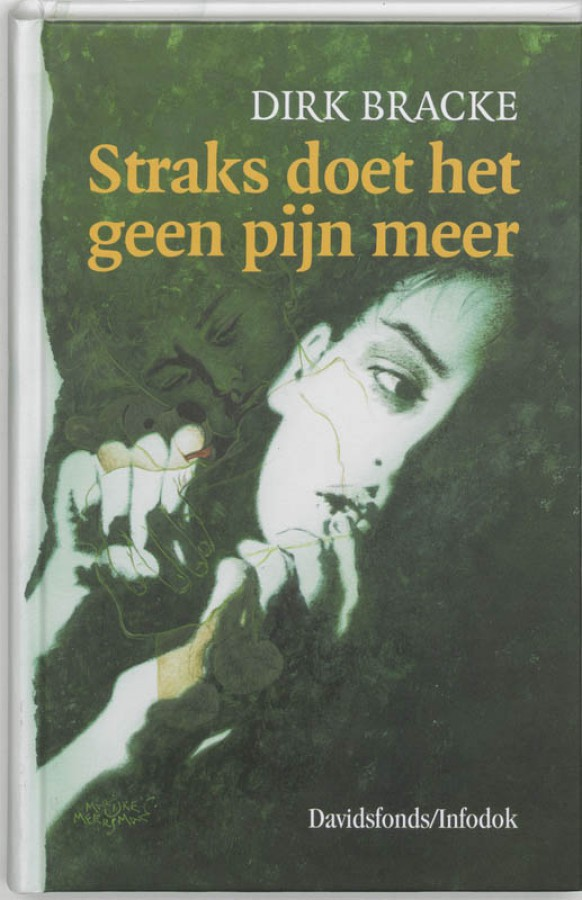 DIRK BRACKE
Straks doet het
geen pijn meer
Davidsfonds/Infodok